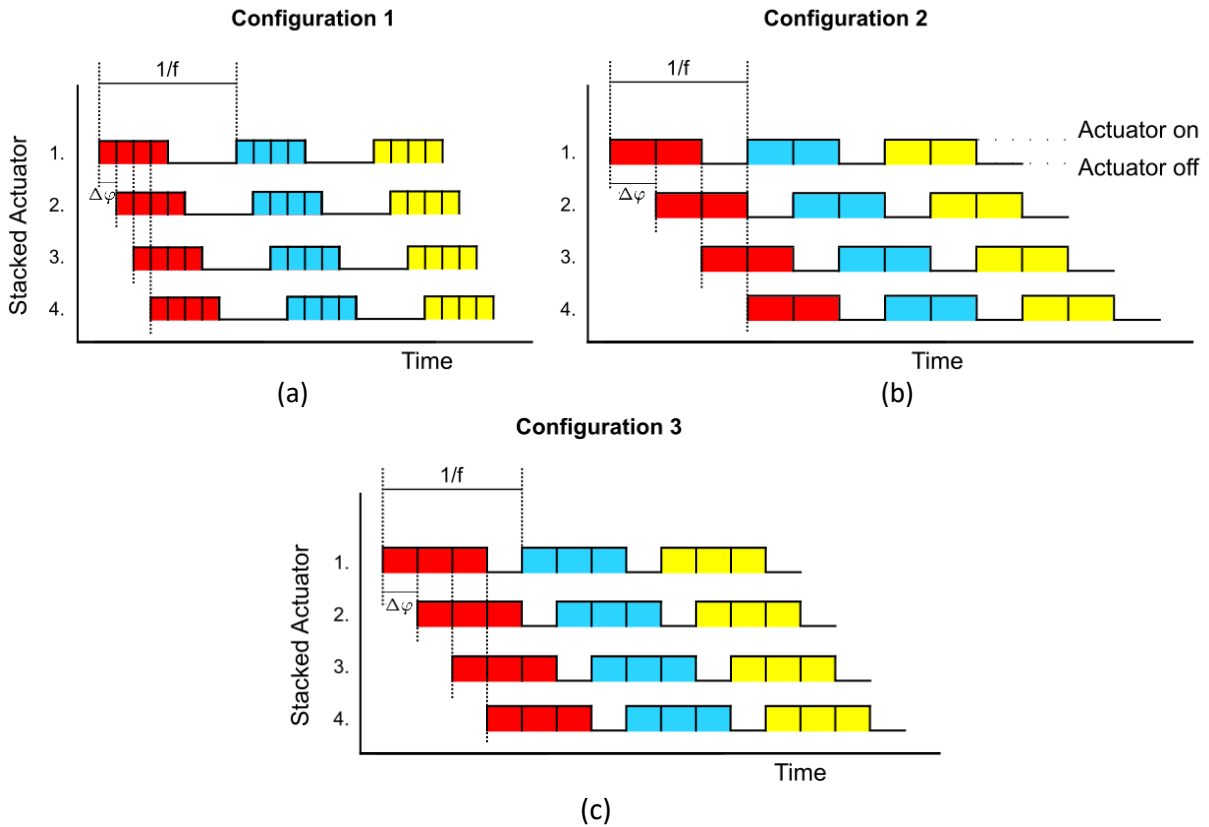 Configuration 1
1/f
Stacked Actuator
1.
Δφ
2.
3.
4.
Time
(a)
Configuration 2
1/f
1.
Actuator on
Actuator off
Δφ
2.
3.
4.
Time
(b)
Configuration 3
1/f
Stacked Actuator
1.
Δφ
2.
3.
4.
Time
(c)